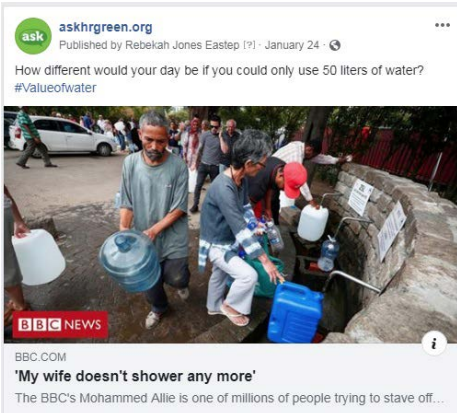 ask
askhrgreen.org
Published by Rebekah Jones Eastep [?] · January 24 ·
How different would your day be if you could only use 50 liters of water?
#Valueofwater
BBC NEWS
i
BBC.COM
'My wife doesn't shower any more'
The BBC's Mohammed Allie is one of millions of people trying to stave off...